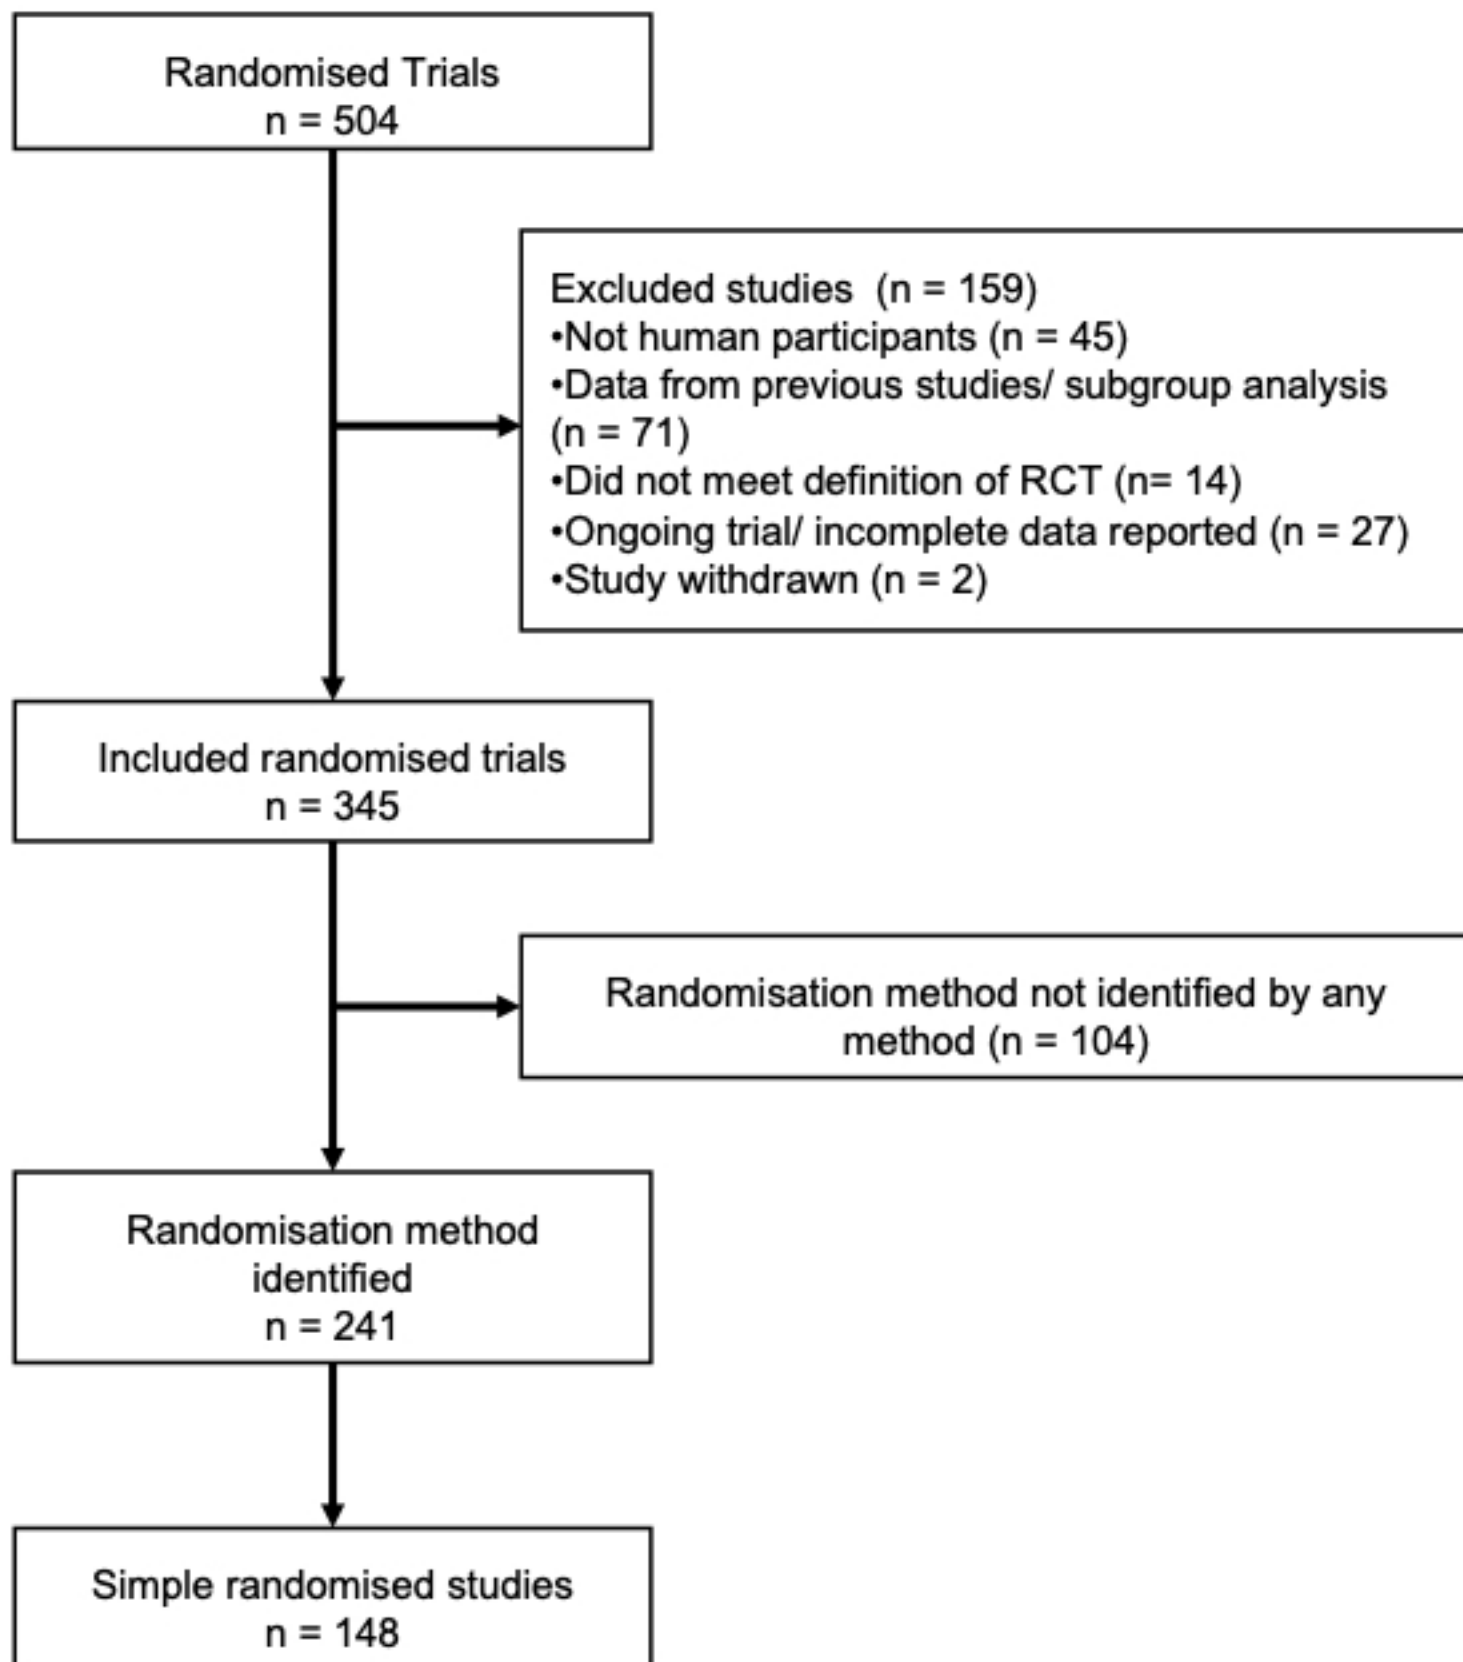 Randomised Trials
n = 504
Excluded studies  (n = 159)
•Not human participants (n = 45)
•Data from previous studies/ subgroup analysis
(n = 71)
•Did not meet definition of RCT (n= 14)
•Ongoing trial/ incomplete data reported (n = 27)
•Study withdrawn (n = 2)
Included randomised trials
n = 345
Randomisation method not identified by any
method (n = 104)
Randomisation method
identified
n = 241
Simple randomised studies
n = 148